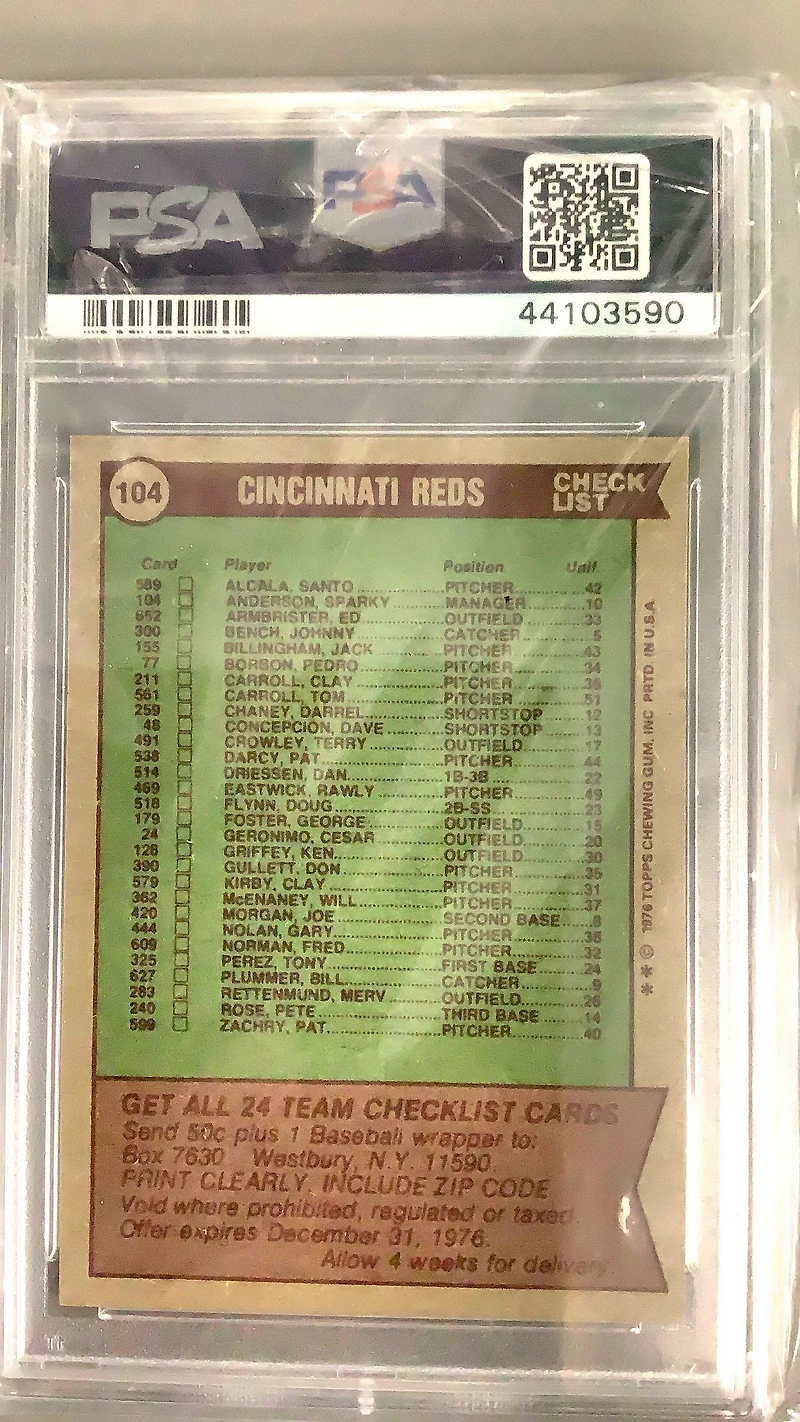 PSA
PSA
44103590
104 CINCINNATI REDS CHECK
LIST
Card Player Position Unif.
589 ALCALA, SANTO PITCHER 42
104 ANDERSON, SPARKY MANAGER 10
652 ARMBRISTER, ED OUTFIELD 33
300 BENCH, JOHNNY CATCHER 5
155 BILLINGHAM, JACK PITCHER 43
77 BORBON, PEDRO PITCHER 34
211 CARROLL, CLAY PITCHER 36
561 CARROLL, TOM PITCHER 51
259 CHANEY, DARREL SHORTSTOP 12
48 CONCEPCION, DAVE SHORTSTOP 13
491 CROWLEY, TERRY OUTFIELD 17
538 DARCY, PAT PITCHER 44
514 DRIESSEN, DAN 1B-3B 22
469 EASTWICK, RAWLY PITCHER 49
518 FLYNN, DOUG 2B-SS 23
179 FOSTER, GEORGE OUTFIELD 15
24 GERONIMO, CESAR OUTFIELD 20
128 GRIFFEY, KEN OUTFIELD 30
390 GULLETT, DON PITCHER 35
579 KIRBY, CLAY PITCHER 31
362 McENANEY, WILL PITCHER 37
420 MORGAN, JOE SECOND BASE 8
444 NOLAN, GARY PITCHER 38
609 NORMAN, FRED PITCHER 32
325 PEREZ, TONY FIRST BASE 24
627 PLUMMER, BILL CATCHER 9
283 RETTENMUND, MERV OUTFIELD 26
240 ROSE, PETE THIRD BASE 14
599 ZACHRY, PAT PITCHER 40
** © 1976 TOPPS CHEWING GUM, INC PRTD IN U.S.A.
GET ALL 24 TEAM CHECKLIST CARDS
Send 50c plus 1 Baseball wrapper to:
Box 7630 Westbury, N.Y. 11590.
PRINT CLEARLY, INCLUDE ZIP CODE
Void where prohibited, regulated or taxed.
Offer expires December 31, 1976.
Allow 4 weeks for delivery.